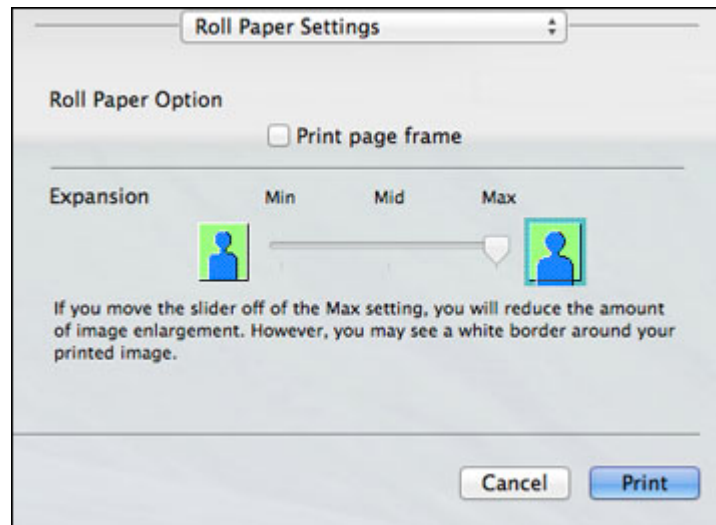 Roll Paper Settings
Roll Paper Option
Print page frame
Expansion Min Mid Max
If you move the slider off of the Max setting, you will reduce the amount
of image enlargement. However, you may see a white border around your
printed image.
Cancel Print